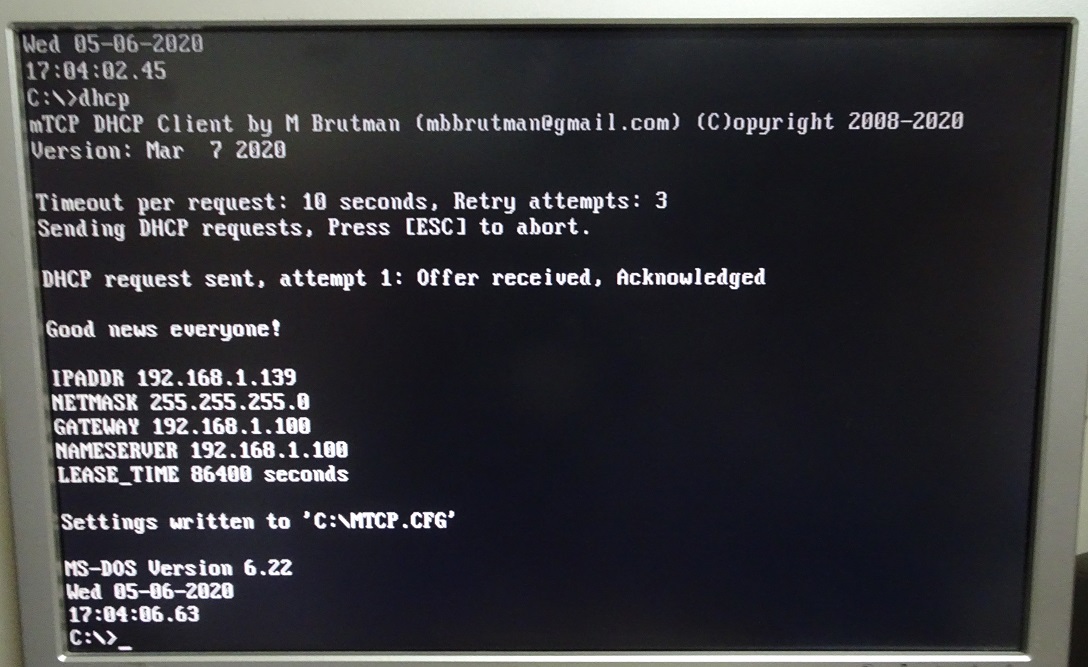 Wed 05-06-2020
17:04:02.45
C:\>dhcp
mTCP DHCP Client by M Brutman (mbbrutman@gmail.com) (C)opyright 2008-2020
Version: Mar  7 2020
Timeout per request: 10 seconds, Retry attempts: 3
Sending DHCP requests, Press [ESC] to abort.
DHCP request sent, attempt 1: Offer received, Acknowledged
Good news everyone!
IPADDR 192.168.1.139
NETMASK 255.255.255.0
GATEWAY 192.168.1.100
NAMESERVER 192.168.1.100
LEASE_TIME 86400 seconds
Settings written to 'C:\MTCP.CFG'
MS-DOS Version 6.22
Wed 05-06-2020
17:04:06.63
C:\>_